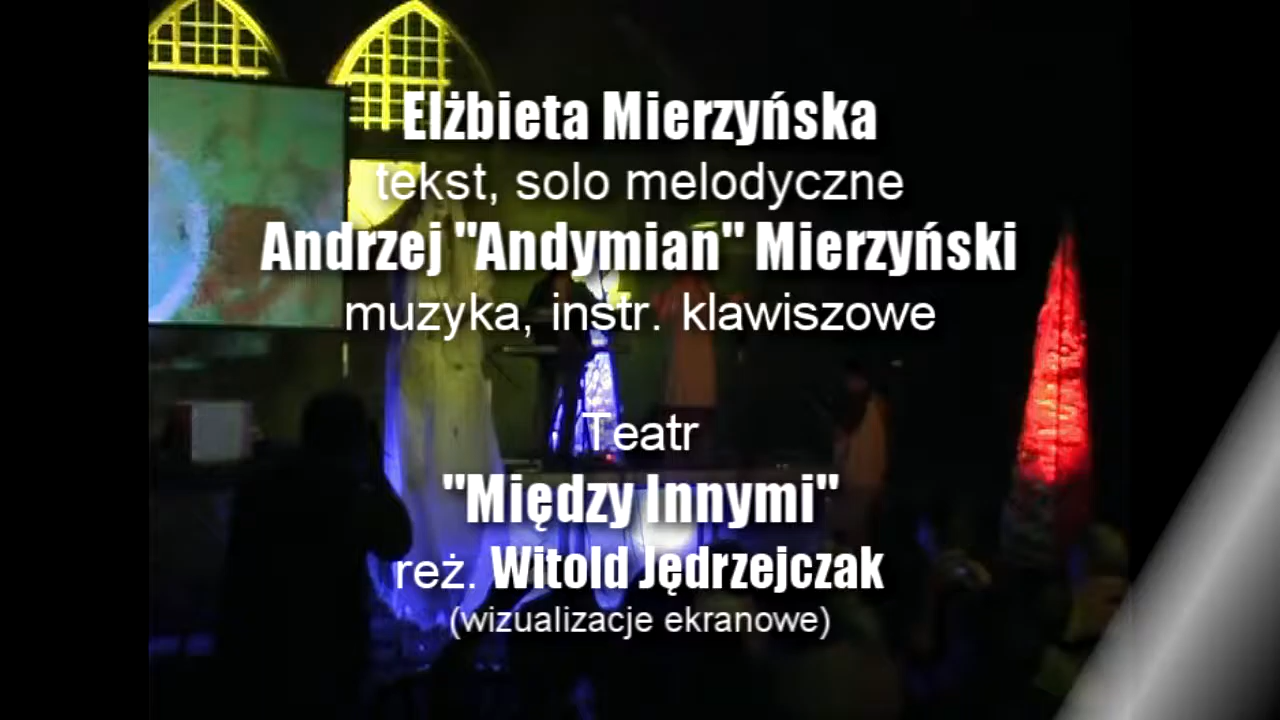 Elżbieta Mierzyńska
tekst, solo melodyczne
Andrzej "Andymian" Mierzyński
muzyka, instr. klawiszowe
Teatr
"Między Innymi"
reż. Witold Jędrzejczak
(wizualizacje ekranowe)